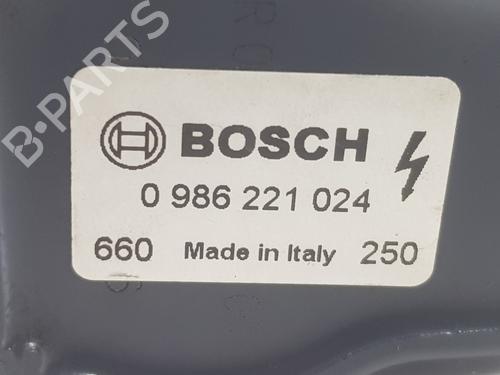 B-PARTS
BOSCH
0 986 221 024
660 Made in Italy 250